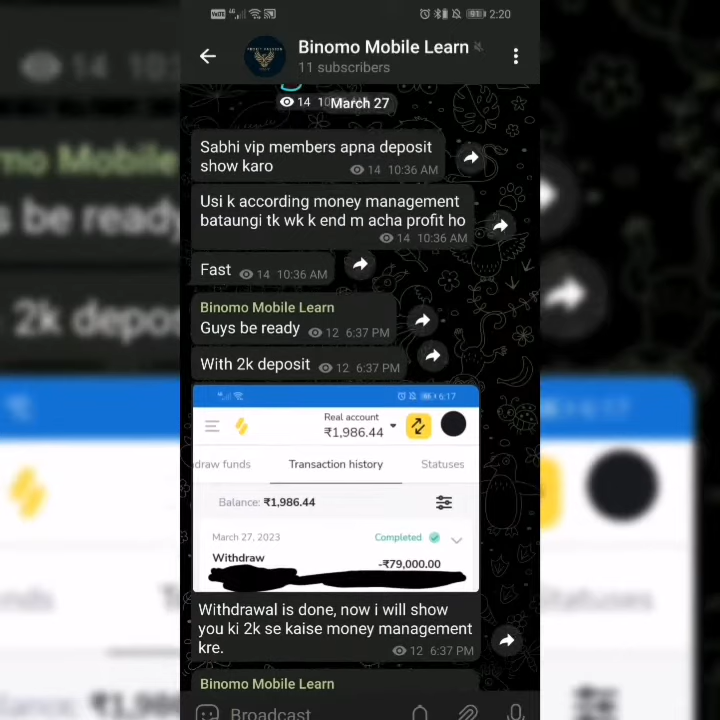 2:20
Binomo Mobile Learn
11 subscribers
14
March 27
Sabhi vip members apna deposit
show karo
14 10:36 AM
Usi k according money management
bataungi tk wk k end m acha profit ho
14 10:36 AM
Fast 14 10:36 AM
Binomo Mobile Learn
Guys be ready 12 6:37 PM
With 2k deposit 12 6:37 PM
6:17
Real account
₹1,986.44
draw funds Transaction history Statuses
Balance: ₹1,986.44
March 27, 2023 Completed
Withdraw
-₹79,000.00
Withdrawal is done, now i will show
you ki 2k se kaise money management
kre.
12 6:37 PM
Binomo Mobile Learn
Broadcast